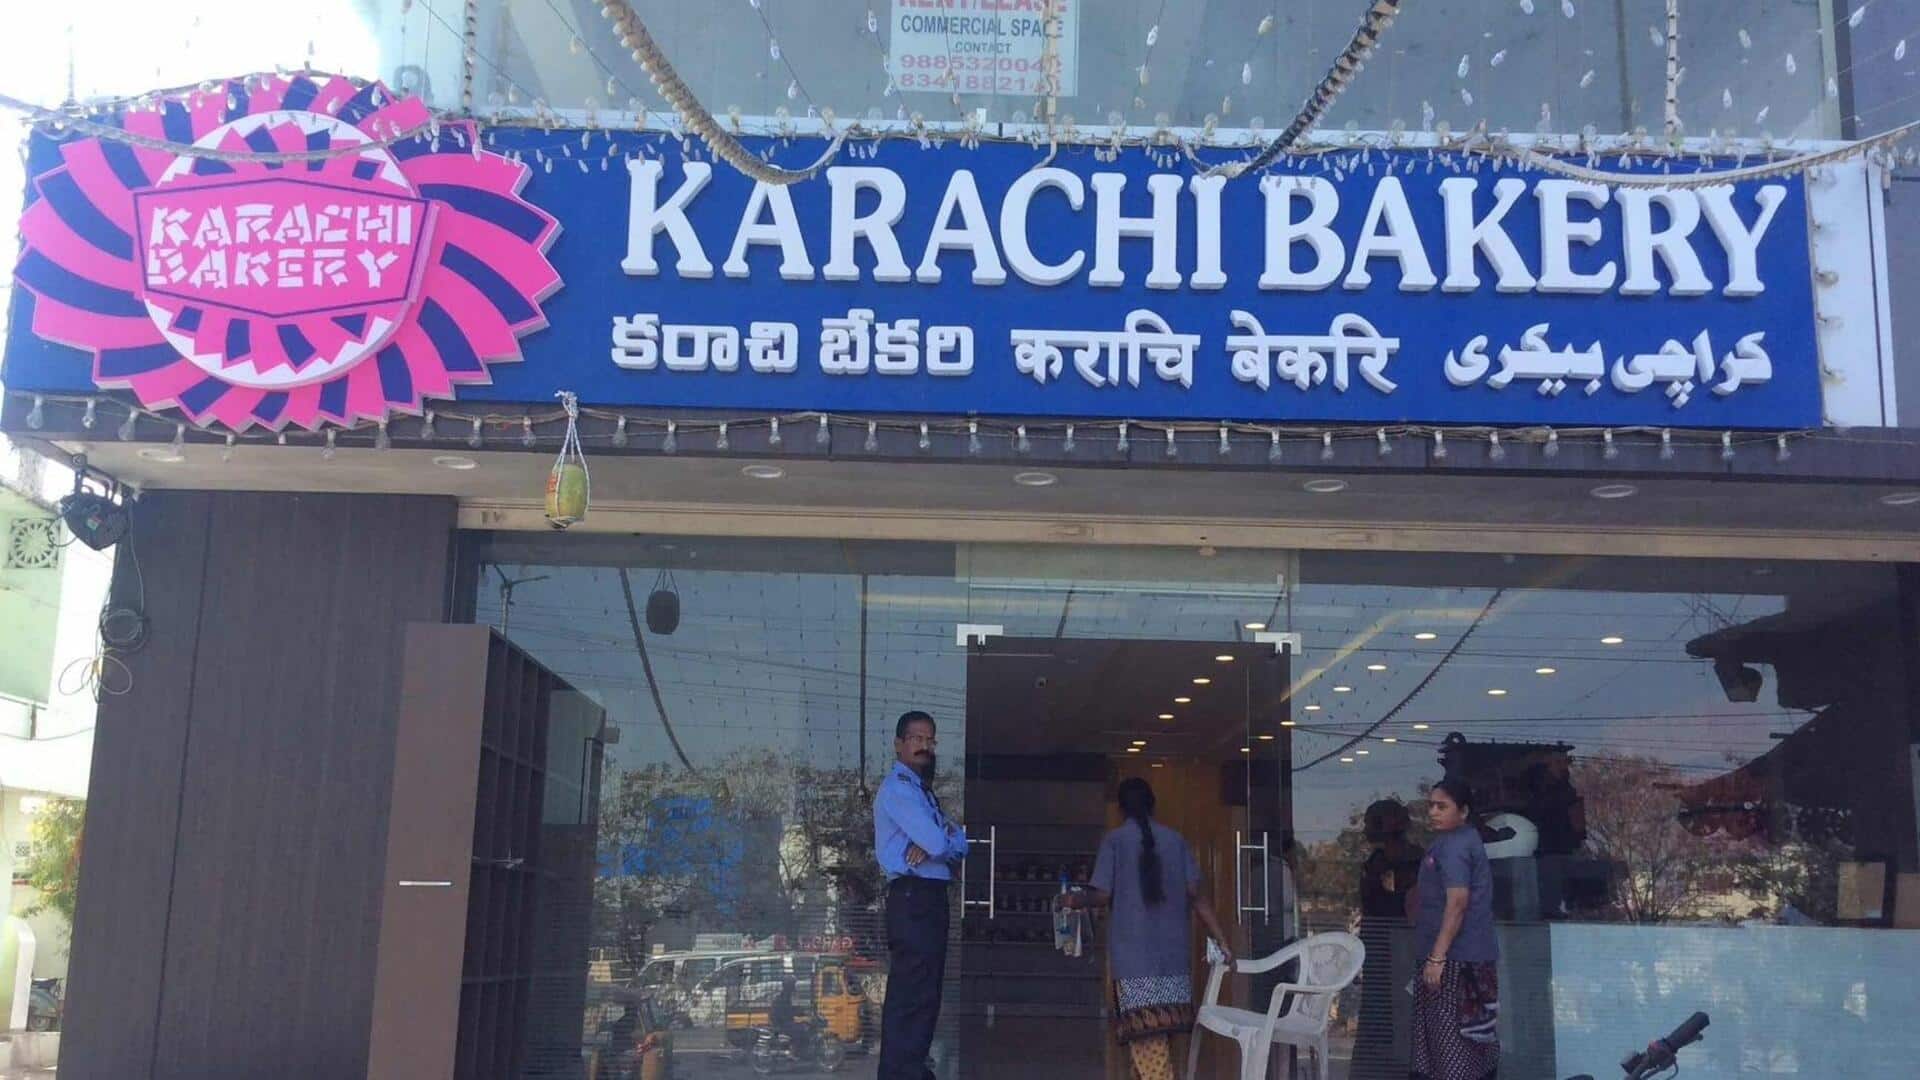 COMMERCIAL SPACE
CONTACT
KARACHI
BAKERY
KARACHI BAKERY
కరాచి బేకరి कराचि बेकरि کراچی بیکری